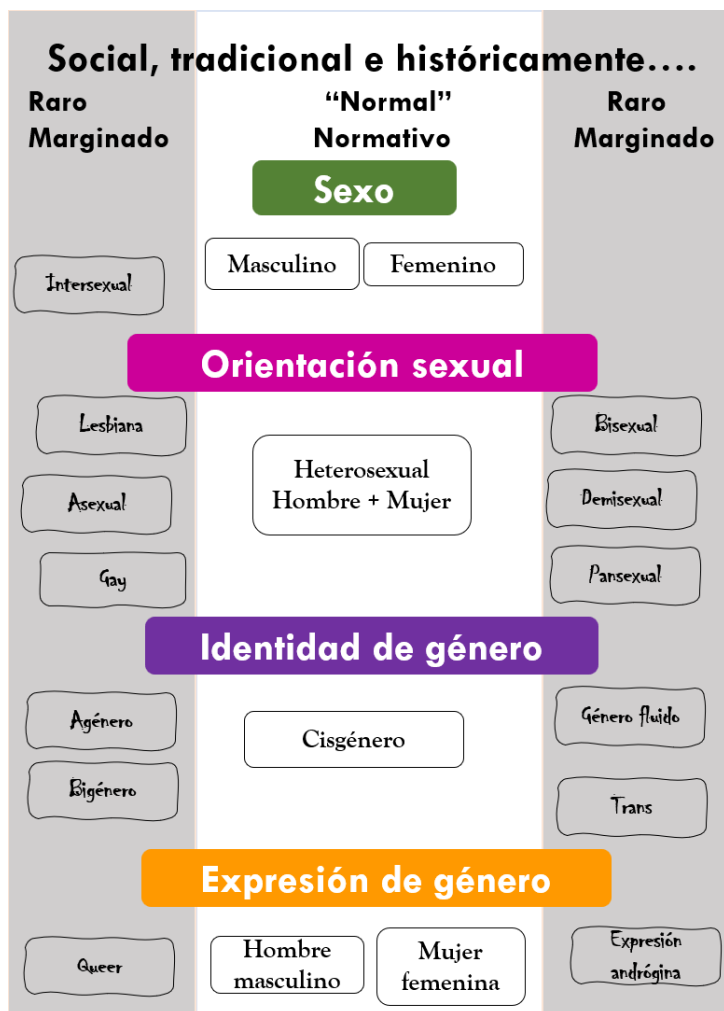 Social, tradicional e históricamente....
Raro
Marginado
“Normal”
Normativo
Raro
Marginado
Sexo
Intersexual
Masculino
Femenino
Orientación sexual
Lesbiana
Asexual
Gay
Heterosexual
Hombre + Mujer
Bisexual
Demisexual
Pansexual
Identidad de género
Agénero
Bigénero
Cisgénero
Género fluido
Trans
Expresión de género
Queer
Hombre
masculino
Mujer
femenina
Expresión
andrógina